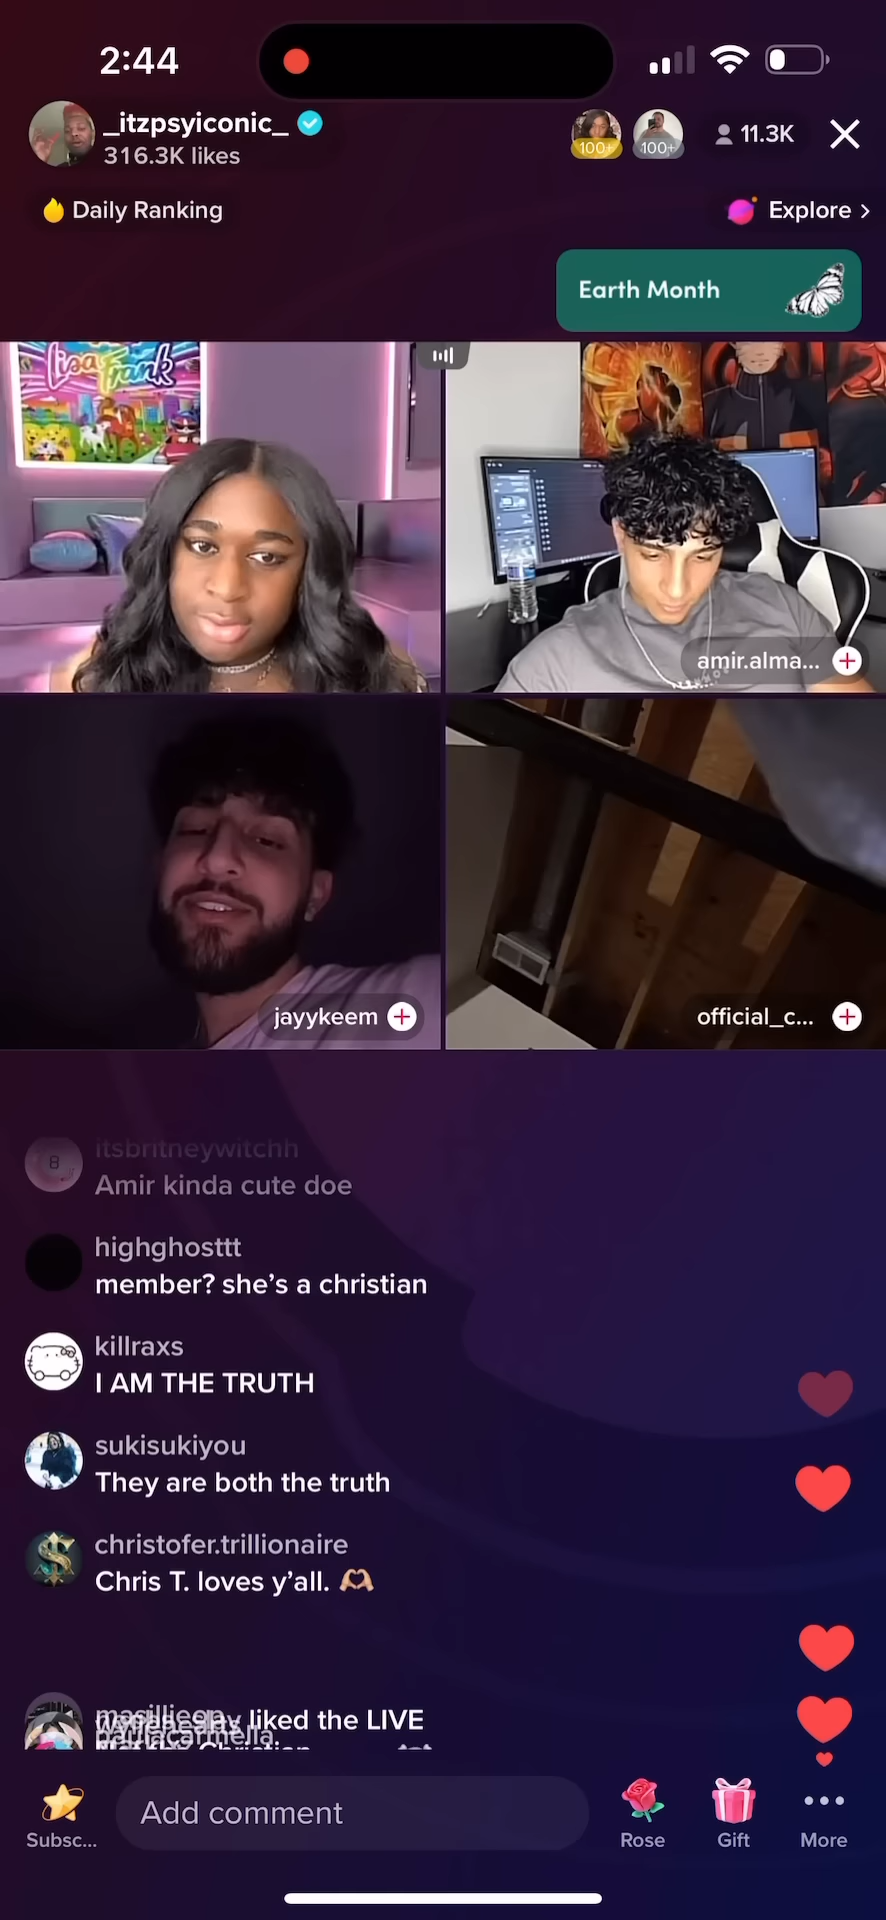 2:44
_itzpsyiconic_
316.3K likes
100+
100+
11.3K
Daily Ranking
Explore >
Earth Month
Lisa Frank
amir.alma...
jayykeem
official_c...
itsbritneywitchh
Amir kinda cute doe
highghosttt
member? she's a christian
killraxs
I AM THE TRUTH
sukisukiyou
They are both the truth
christofer.trillionaire
Chris T. loves y'all. 🫶🏼
liked the LIVE
paulacarmella
Christian
Add comment
Subsc...
Rose
Gift
More